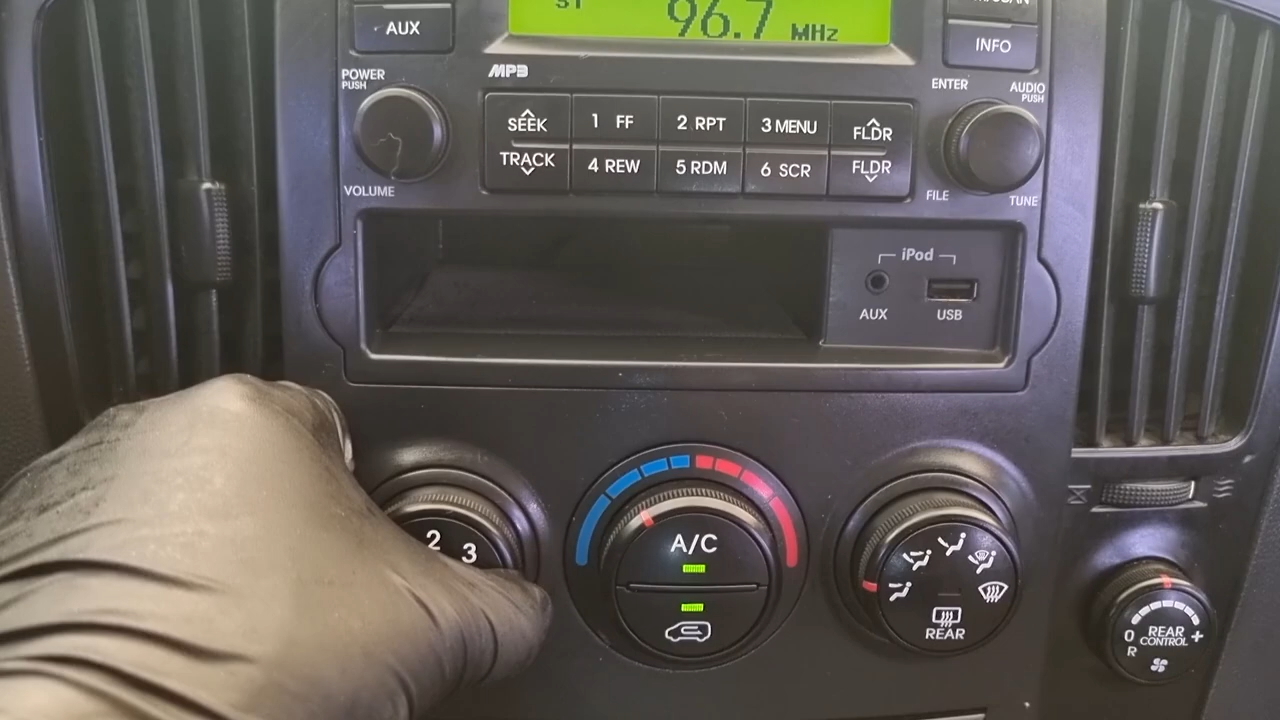 ST 96.7 MHz
AUX
INFO
MP3
POWER
PUSH
ENTER
AUDIO
PUSH
SEEK
TRACK
1 FF
2 RPT
3 MENU
FLDR
4 REW
5 RDM
6 SCR
FLDR
VOLUME
FILE
TUNE
iPod
AUX
USB
2 3
A/C
REAR
0
R
REAR
CONTROL
+